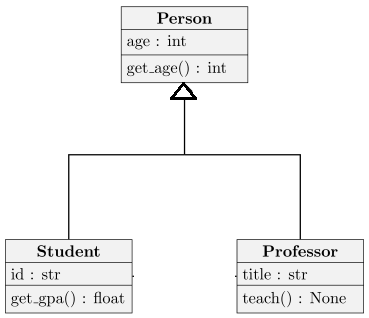 Person
age : int
get_age() : int
Student
id : str
get_gpa() : float
Professor
title : str
teach() : None